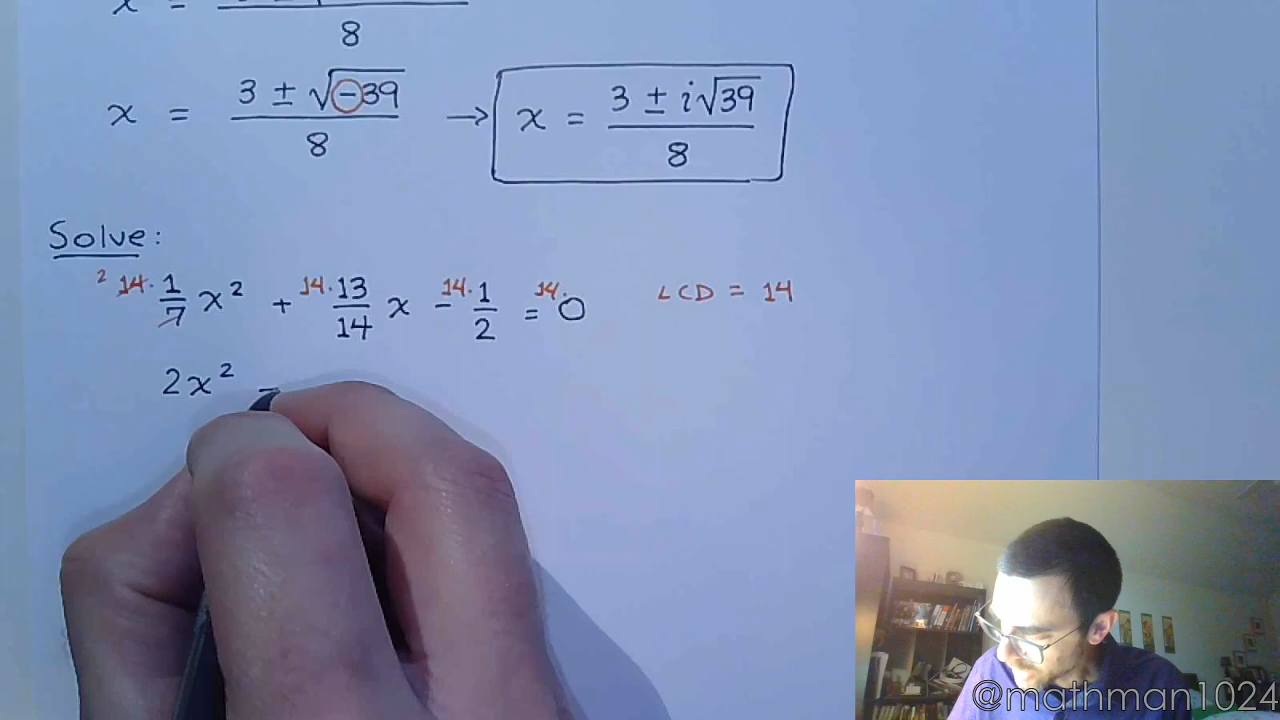 x =
8
x = 3 ± √-39 / 8 → x = 3 ± i√39 / 8
Solve:
2 14· 1/7 x² + 14· 13/14 x - 14· 1/2 = 14· 0 LCD = 14
2x²
@mathman1024